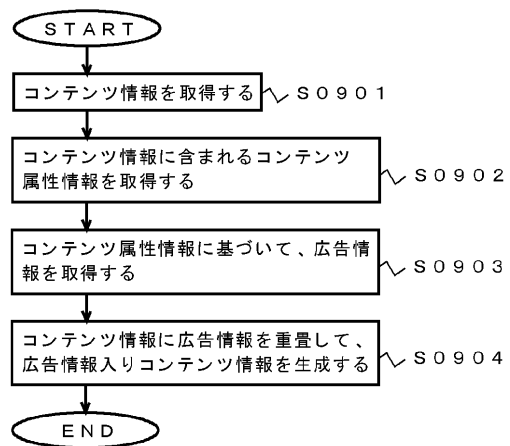 ＳＴＡＲＴ
コンテンツ情報を取得する
Ｓ０９０１
コンテンツ情報に含まれるコンテンツ
属性情報を取得する
Ｓ０９０２
コンテンツ属性情報に基づいて、広告情
報を取得する
Ｓ０９０３
コンテンツ情報に広告情報を重畳して、
広告情報入りコンテンツ情報を生成する
Ｓ０９０４
ＥＮＤ